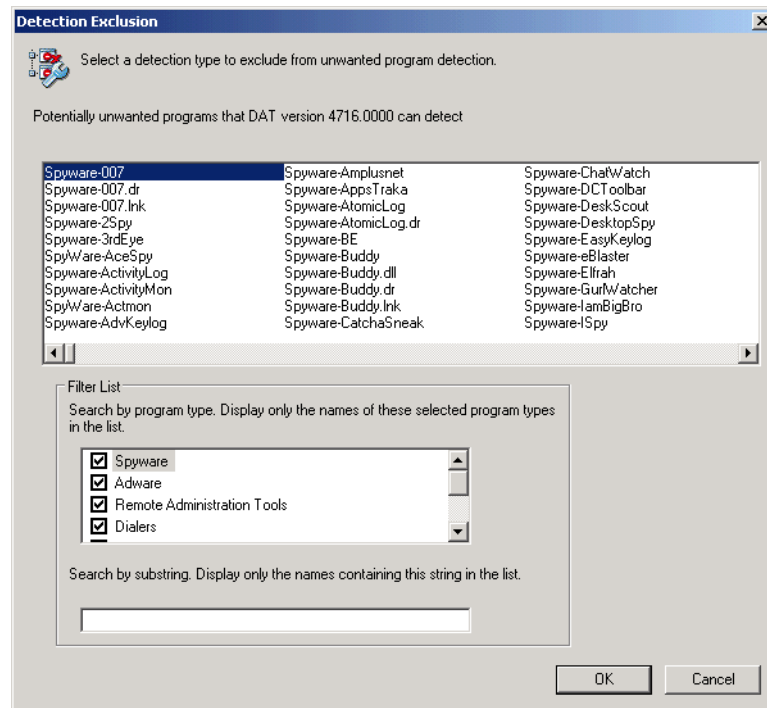 Detection Exclusion
Select a detection type to exclude from unwanted program detection.
Potentially unwanted programs that DAT version 4716.0000 can detect
Spyware-007
Spyware-007.dr
Spyware-007.lnk
Spyware-2Spy
Spyware-3rdEye
SpyWare-AceSpy
Spyware-ActivityLog
Spyware-ActivityMon
SpyWare-Actmon
Spyware-AdvKeylog
Spyware-Amplusnet
Spyware-AppsTraka
Spyware-AtomicLog
Spyware-AtomicLog.dr
Spyware-BE
Spyware-Buddy
Spyware-Buddy.dll
Spyware-Buddy.dr
Spyware-Buddy.lnk
Spyware-CatchaSneak
Spyware-ChatWatch
Spyware-DCToolbar
Spyware-DeskScout
Spyware-DesktopSpy
Spyware-EasyKeylog
Spyware-eBlaster
Spyware-Elfrah
Spyware-GurlWatcher
Spyware-IamBigBro
Spyware-ISpy
Filter List
Search by program type. Display only the names of these selected program types
in the list.
Spyware
Adware
Remote Administration Tools
Dialers
Search by substring. Display only the names containing this string in the list.
OK
Cancel